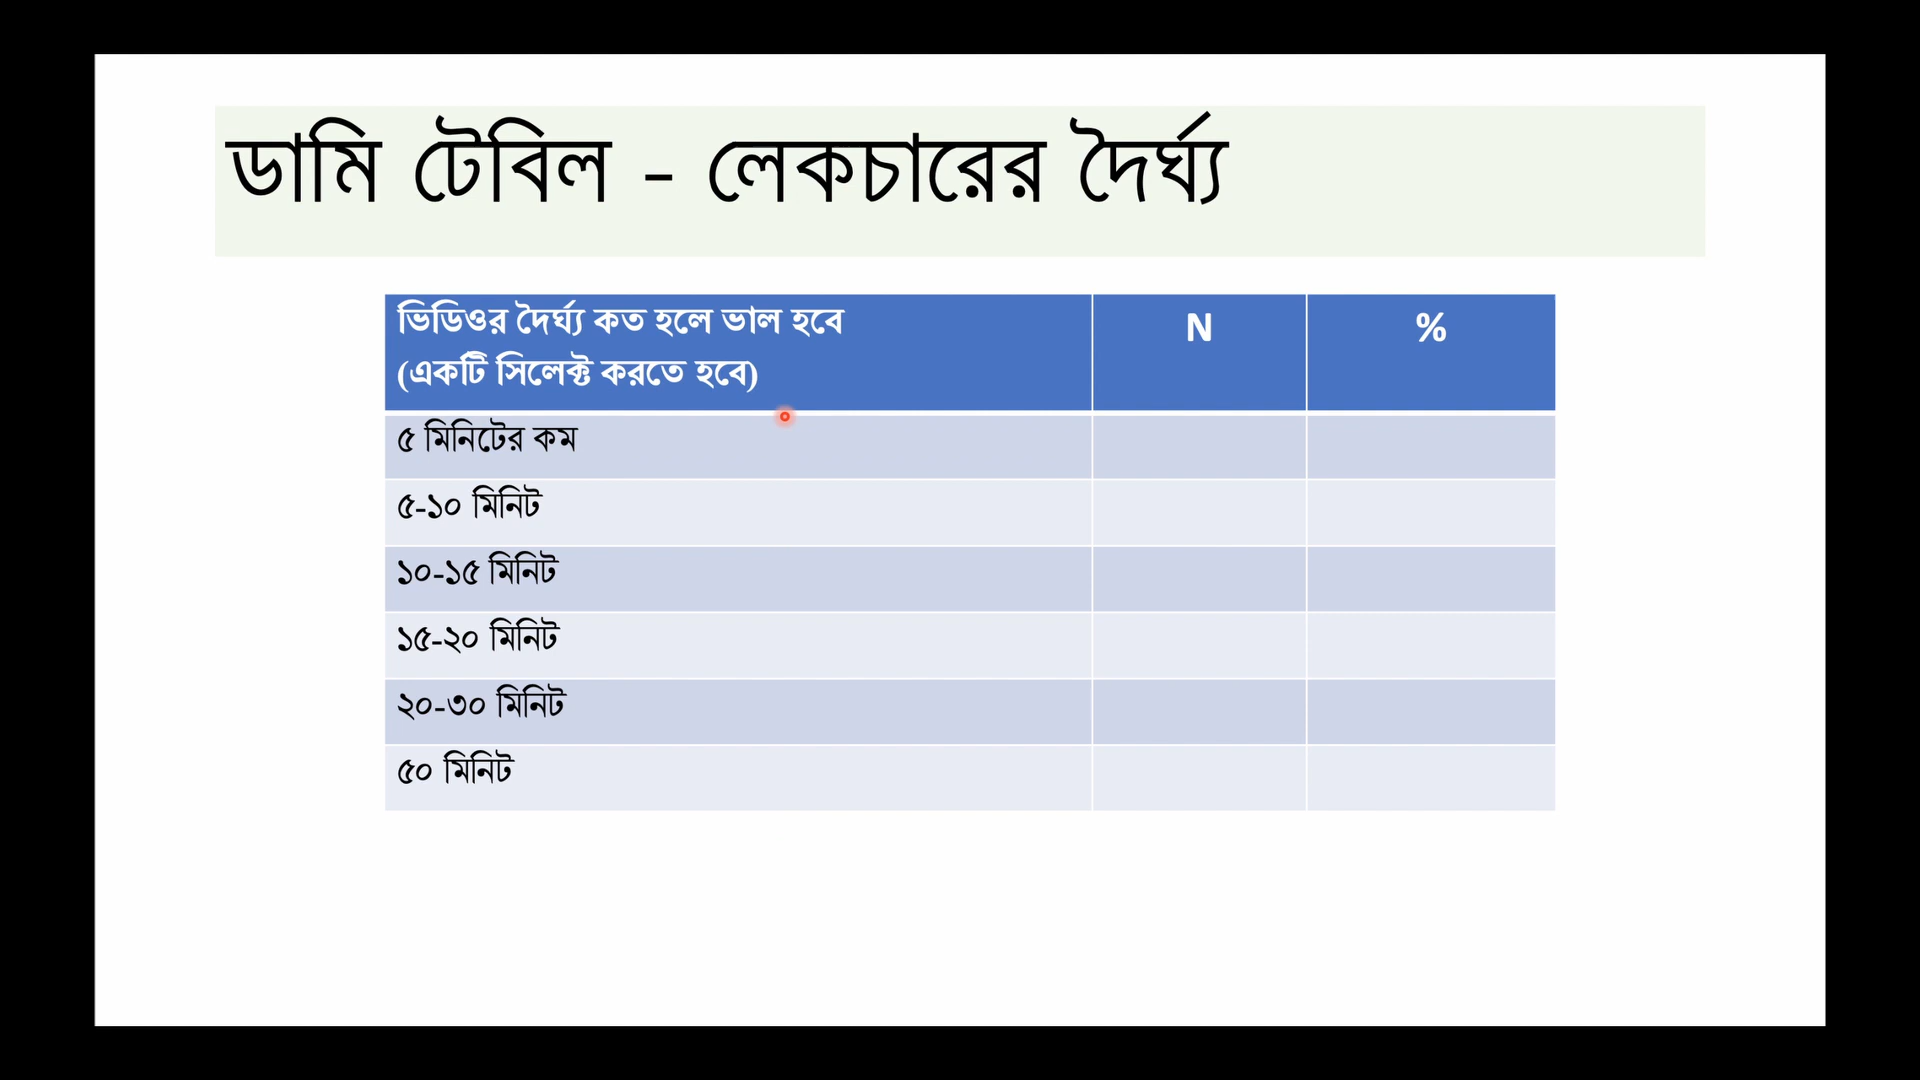 ডামি টেবিল - লেকচারের দৈর্ঘ্য
ভিডিওর দৈর্ঘ্য কত হলে ভাল হবে
(একটি সিলেক্ট করতে হবে)
N
%
৫ মিনিটের কম
৫-১০ মিনিট
১০-১৫ মিনিট
১৫-২০ মিনিট
২০-৩০ মিনিট
৫০ মিনিট